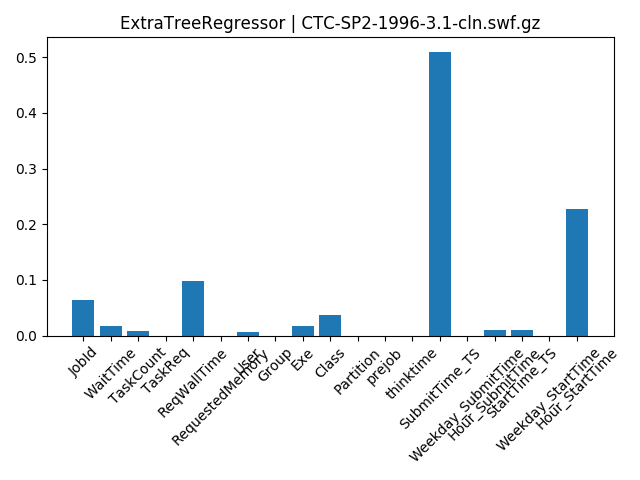 ExtraTreeRegressor | CTC-SP2-1996-3.1-cln.swf.gz
0.5
0.4
0.3
0.2
0.1
0.0
JobId
WaitTime
TaskCount
TaskReq
ReqWallTime
RequestedMemory
User
Group
Exe
Class
Partition
prejob
thinktime
SubmitTime_TS
Weekday_SubmitTime
Hour_SubmitTime
StartTime_TS
Weekday_StartTime
Hour_StartTime